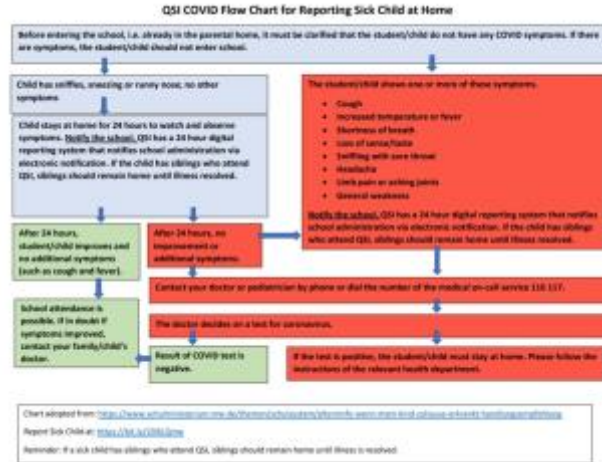 QSI COVID Flow Chart for Reporting Sick Child at Home
Before entering the school, i.e. already in the parental home, it must be clarified that the student/child do not have any COVID symptoms. If there
are symptoms, the student/child should not enter school.
Child has sniffles, sneezing or runny nose, no other
symptoms
Child stays at home for 24 hours to watch and observe
symptoms. Notify the school. QSI has a 24 hour digital
reporting system that notifies school administration via
electronic notification. If the child has siblings who attend
QSI, siblings should remain home until illness resolved.
The student/child shows one or more of these symptoms.
• Cough
• Increased temperature or fever
• Shortness of breath
• Loss of sense/taste
• Sniffling with sore throat
• Headache
• Limb pain or aching joints
• General weakness
Notify the school. QSI has a 24 hour digital reporting system that notifies
school administration via electronic notification. If the child has siblings
who attend QSI, siblings should remain home until illness resolved.
After 24 hours,
student/child improves and
no additional symptoms
(such as cough and fever).
After 24 hours, no
improvement or
additional symptoms.
Contact your doctor or pediatrician by phone or dial the number of the medical on-call service 116 117.
School attendance is
possible. If in doubt if
symptoms improved,
contact your family/child's
doctor.
The doctor decides on a test for coronavirus.
Result of COVID test is
negative.
If the test is positive, the student/child must stay at home. Please follow the
instructions of the relevant health department.
Chart adopted from:
Report Sick Child at:
Reminder: If a sick child has siblings who attend QSI, siblings should remain home until illness is resolved.